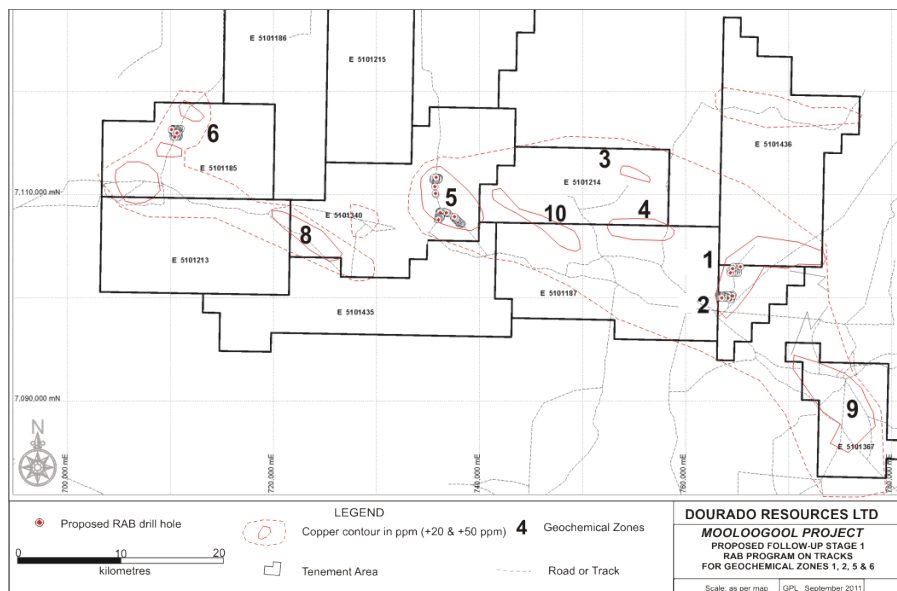 E 5101186
E 5101215
E 5101436
6
E 5101185
3
E 5101214
7,110,000 mN
5
10
4
8
E 5101340
1
E 5101213
E 5101187
2
E 5101435
7,090,000 mN
9
E 5101367
N
700,000 mE
720,000 mE
740,000 mE
760,000 mE
780,000 mE
LEGEND
Proposed RAB drill hole
Copper contour in ppm (+20 & +50 ppm)
4 Geochemical Zones
0 10 20
kilometres
Tenement Area
Road or Track
DOURADO RESOURCES LTD
MOOLOOGOOL PROJECT
PROPOSED FOLLOW-UP STAGE 1
RAB PROGRAM ON TRACKS
FOR GEOCHEMICAL ZONES 1, 2, 5 & 6
Scale: as per map GPL September 2011